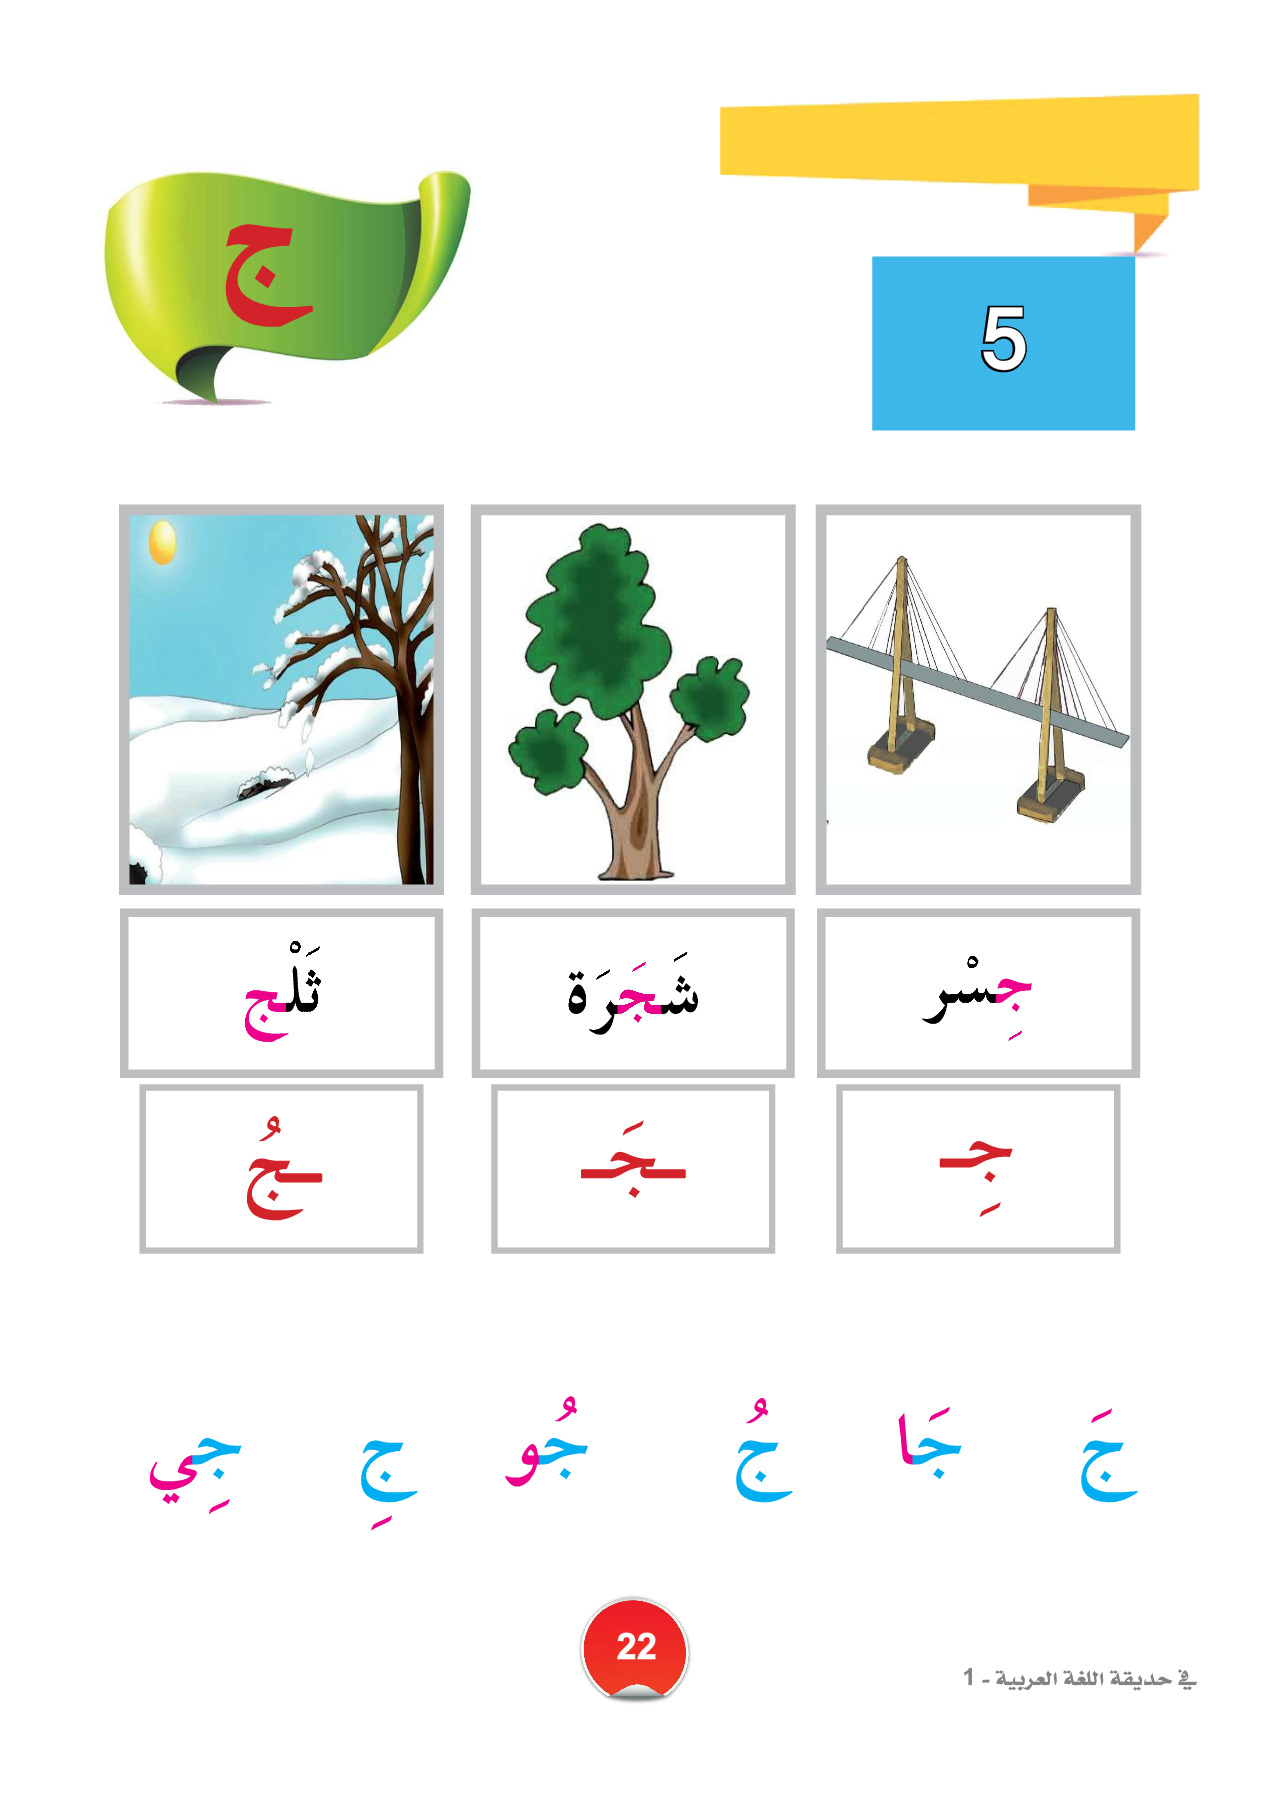 ج
5
جِسْر شَجَرَة ثَلْج
جِـ ـجَـ ـجُ
جَ جَا جُ جُو جِ جِي
22
في حديقة اللغة العربية - 1